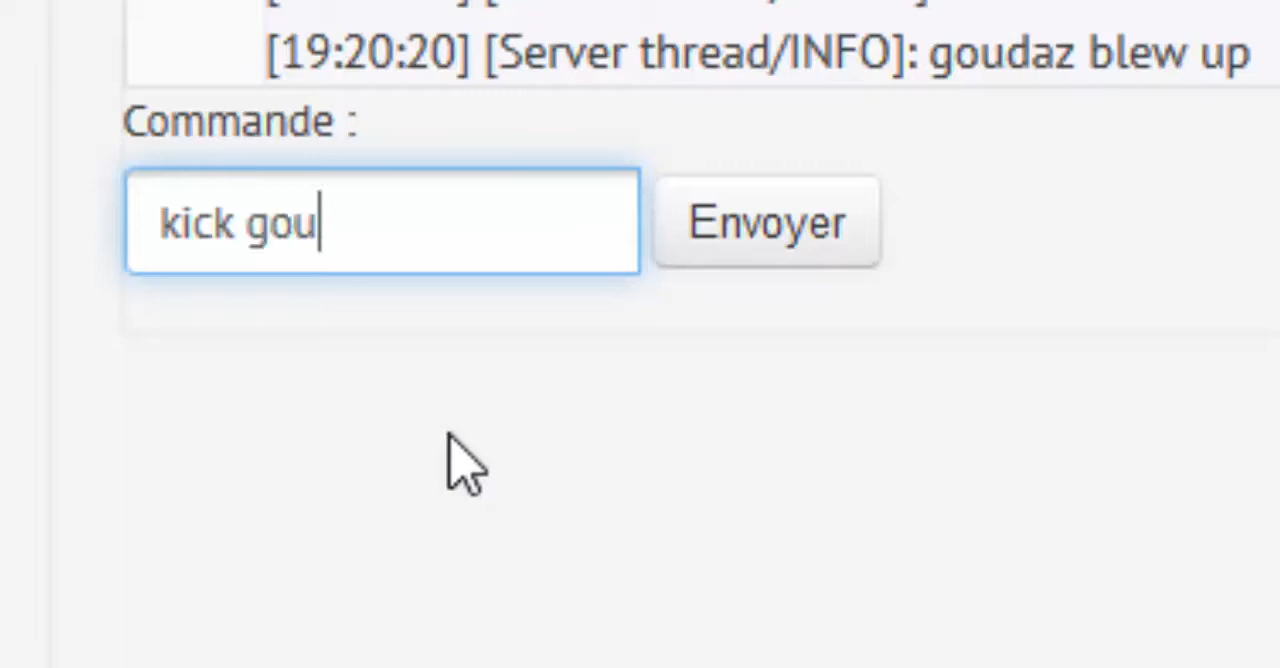 [19:20:20] [Server thread/INFO]: goudaz blew up
Commande :
kick gou
Envoyer